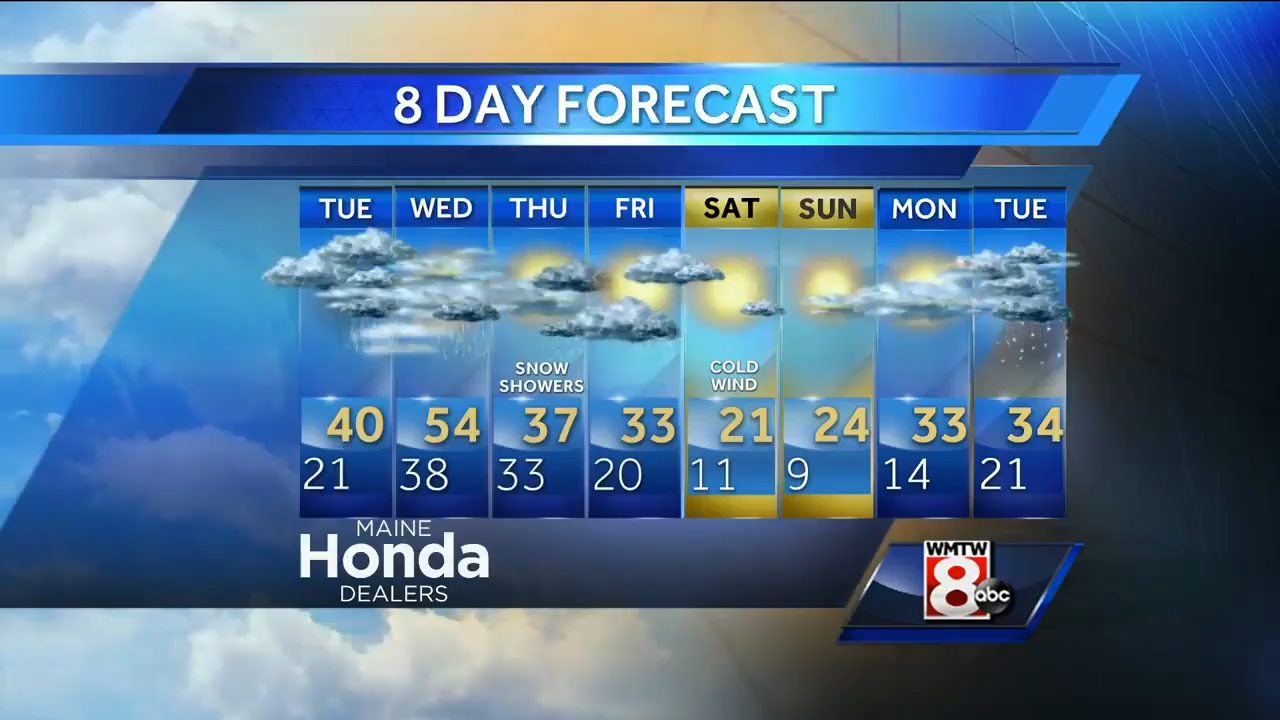 8 DAY FORECAST
TUE WED THU FRI SAT SUN MON TUE
SNOW SHOWERS
COLD WIND
40 54 37 33 21 24 33 34
21 38 33 20 11 9 14 21
MAINE
Honda
DEALERS
WMTW
8
abc